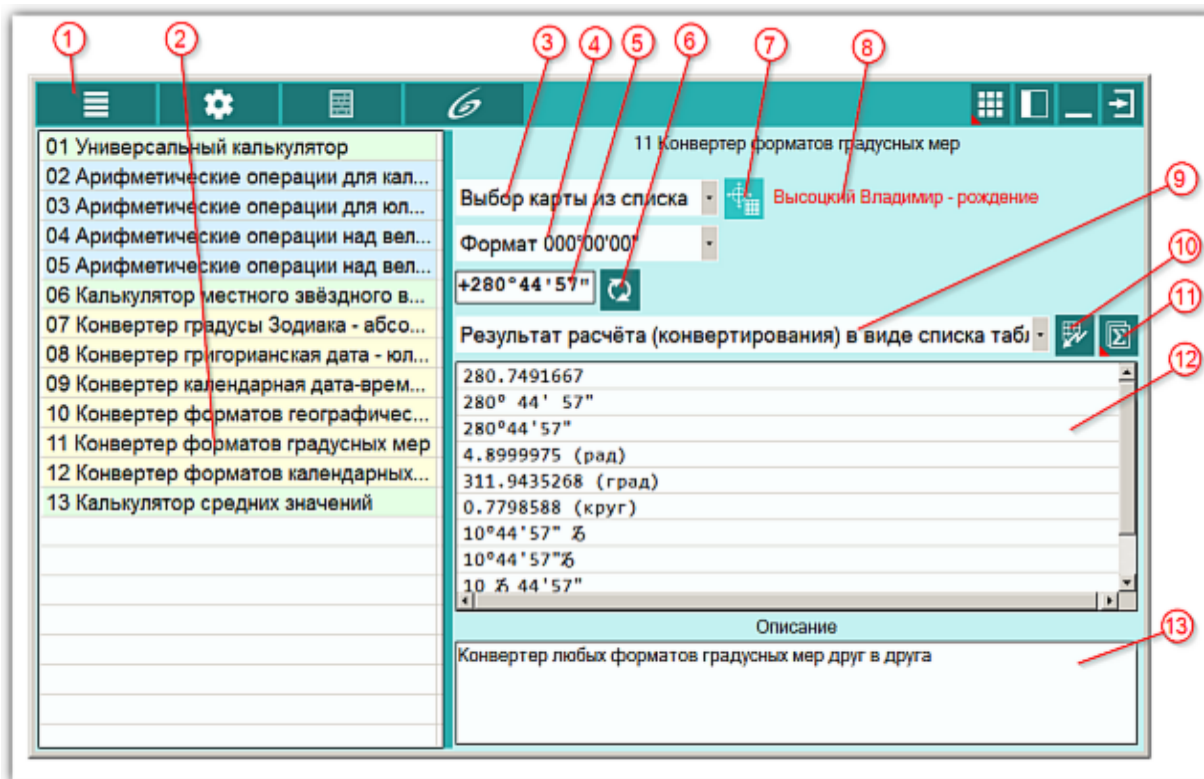 1 2 3 4 5 6 7 8
01 Универсальный калькулятор
02 Арифметические операции для кал...
03 Арифметические операции для юл...
04 Арифметические операции над вел...
05 Арифметические операции над вел...
06 Калькулятор местного звёздного в...
07 Конвертер градусы Зодиака - абсо...
08 Конвертер григорианская дата - юл...
09 Конвертер календарная дата-врем...
10 Конвертер форматов географичес...
11 Конвертер форматов градусных мер
12 Конвертер форматов календарных...
13 Калькулятор средних значений
11 Конвертер форматов градусных мер
Выбор карты из списка
Высоцкий Владимир - рождение
9
Формат 000°00'00"
10
+280°44'57"
11
Результат расчёта (конвертирования) в виде списка табл
Σ
12
280.7491667
280° 44' 57"
280°44'57"
4.8999975 (рад)
311.9435268 (град)
0.7798588 (круг)
10°44'57" ♑
10°44'57"♑
10 ♑ 44'57"
Описание
13
Конвертер любых форматов градусных мер друг в друга